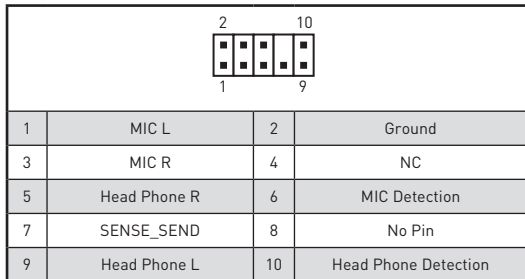 2 10
1 9
1 MIC L 2 Ground
3 MIC R 4 NC
5 Head Phone R 6 MIC Detection
7 SENSE_SEND 8 No Pin
9 Head Phone L 10 Head Phone Detection